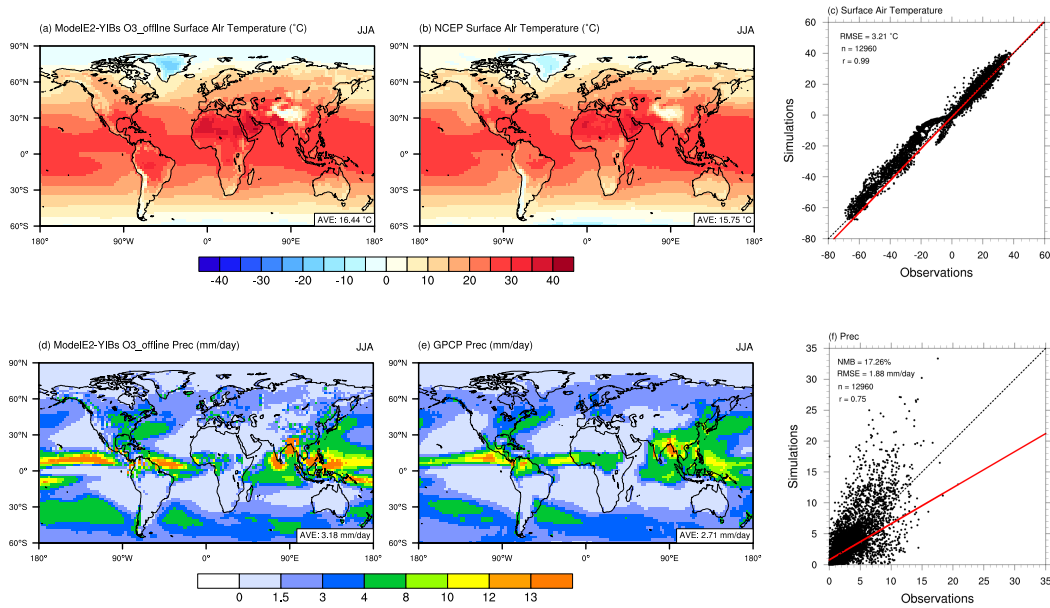 (a) ModelE2-YIBs O3_offline Surface Air Temperature (˚C) JJA
90°N
60°N
30°N
0°
30°S
60°S
180° 90°W 0° 90°E 180°
AVE: 16.44 ˚C
(b) NCEP Surface Air Temperature (˚C) JJA
90°N
60°N
30°N
0°
30°S
60°S
180° 90°W 0° 90°E 180°
AVE: 15.75 ˚C
-40 -30 -20 -10 0 10 20 30 40
(c) Surface Air Temperature
RMSE = 3.21 ˚C
n = 12960
r = 0.99
Simulations
60
40
20
0
-20
-40
-60
-80
-80 -60 -40 -20 0 20 40 60
Observations
(d) ModelE2-YIBs O3_offline Prec (mm/day) JJA
90°N
60°N
30°N
0°
30°S
60°S
180° 90°W 0° 90°E 180°
AVE: 3.18 mm/day
(e) GPCP Prec (mm/day) JJA
90°N
60°N
30°N
0°
30°S
60°S
180° 90°W 0° 90°E 180°
AVE: 2.71 mm/day
0 1.5 3 4 8 10 12 13
(f) Prec
NMB = 17.26%
RMSE = 1.88 mm/day
n = 12960
r = 0.75
Simulations
35
30
25
20
15
10
5
0
0 5 10 15 20 25 30 35
Observations